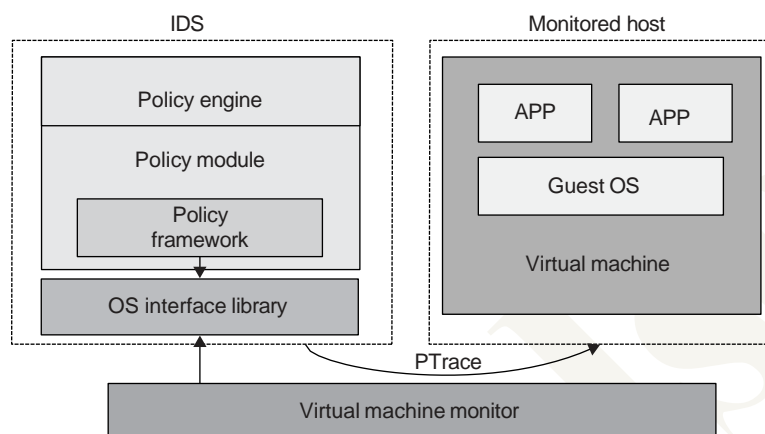 IDS
Monitored host
Policy engine
Policy module
Policy
framework
OS interface library
APP
APP
Guest OS
Virtual machine
PTrace
Virtual machine monitor